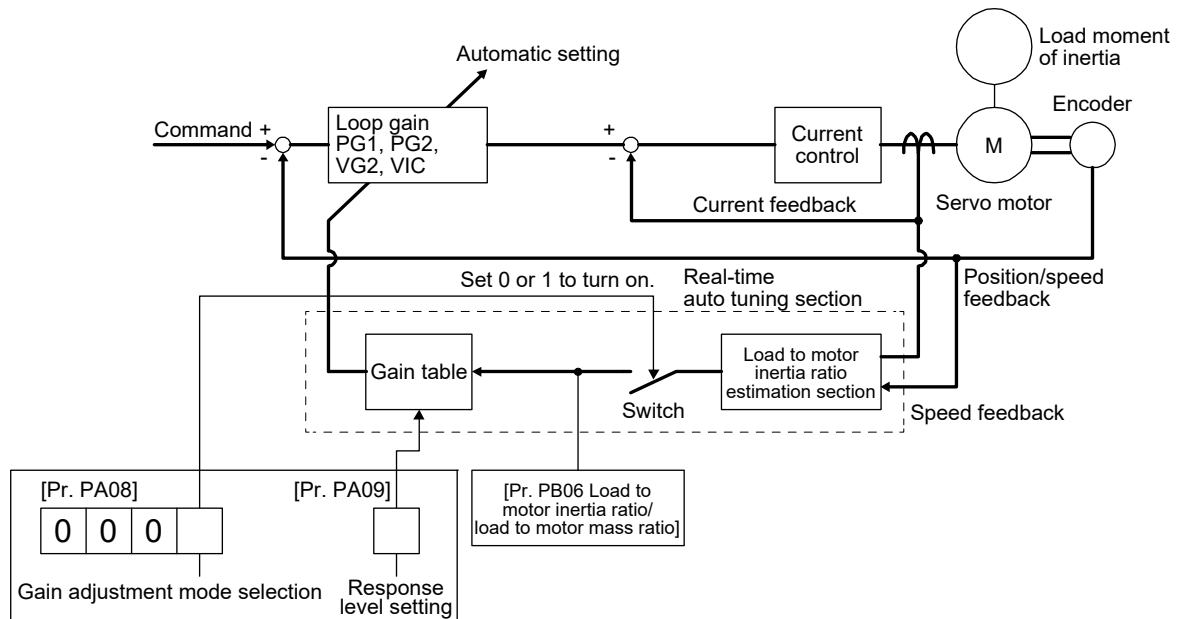 Automatic setting
Load moment
of inertia
Encoder
Command
+
-
Loop gain
PG1, PG2,
VG2, VIC
+
-
Current
control
M
Servo motor
Current feedback
Set 0 or 1 to turn on.
Real-time
auto tuning section
Position/speed
feedback
Gain table
Switch
Load to motor
inertia ratio
estimation section
Speed feedback
[Pr. PA08]
0 0 0
Gain adjustment mode selection
[Pr. PA09]
Response
level setting
[Pr. PB06 Load to
motor inertia ratio/
load to motor mass ratio]